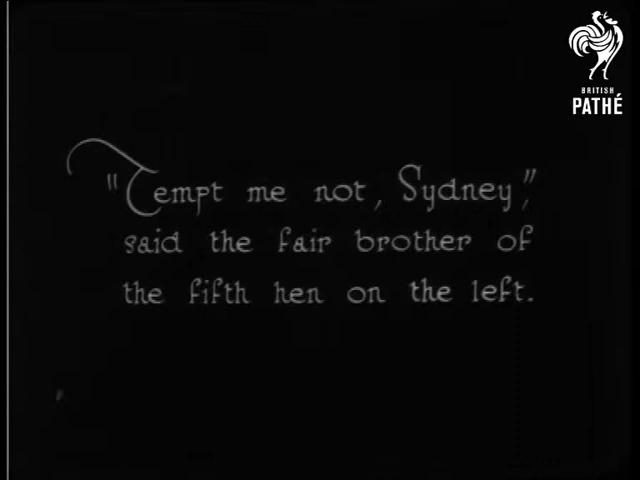 BRITISH
PATHÉ
"Tempt me not, Sydney,"
said the fair brother of
the fifth hen on the left.